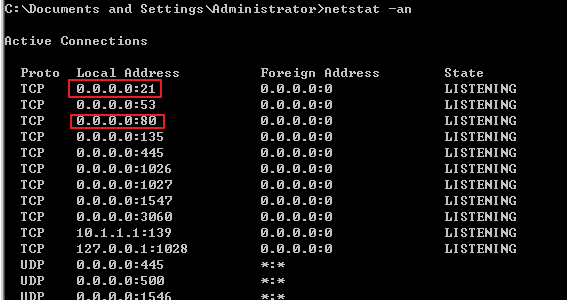 C:\Documents and Settings\Administrator>netstat -an
Active Connections
Proto Local Address Foreign Address State
TCP 0.0.0.0:21 0.0.0.0:0 LISTENING
TCP 0.0.0.0:53 0.0.0.0:0 LISTENING
TCP 0.0.0.0:80 0.0.0.0:0 LISTENING
TCP 0.0.0.0:135 0.0.0.0:0 LISTENING
TCP 0.0.0.0:445 0.0.0.0:0 LISTENING
TCP 0.0.0.0:1026 0.0.0.0:0 LISTENING
TCP 0.0.0.0:1027 0.0.0.0:0 LISTENING
TCP 0.0.0.0:1547 0.0.0.0:0 LISTENING
TCP 0.0.0.0:3060 0.0.0.0:0 LISTENING
TCP 10.1.1.1:139 0.0.0.0:0 LISTENING
TCP 127.0.0.1:1028 0.0.0.0:0 LISTENING
UDP 0.0.0.0:445 *:*
UDP 0.0.0.0:500 *:*
UDP 0.0.0.0:1546 *:*